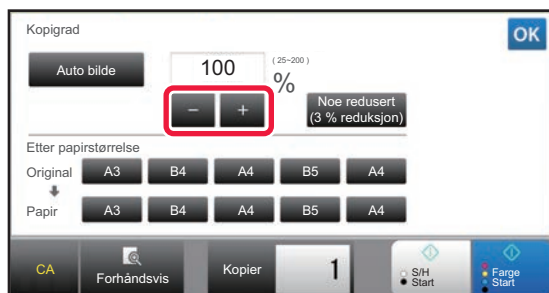 Kopigrad
OK
Auto bilde
100
(25~200)
%
-
+
Noe redusert
(3 % reduksjon)
Etter papirstørrelse
Original
A3
B4
A4
B5
A4
Papir
A3
B4
A4
B5
A4
CA
Forhåndsvis
Kopier
1
S/H
Start
Farge
Start